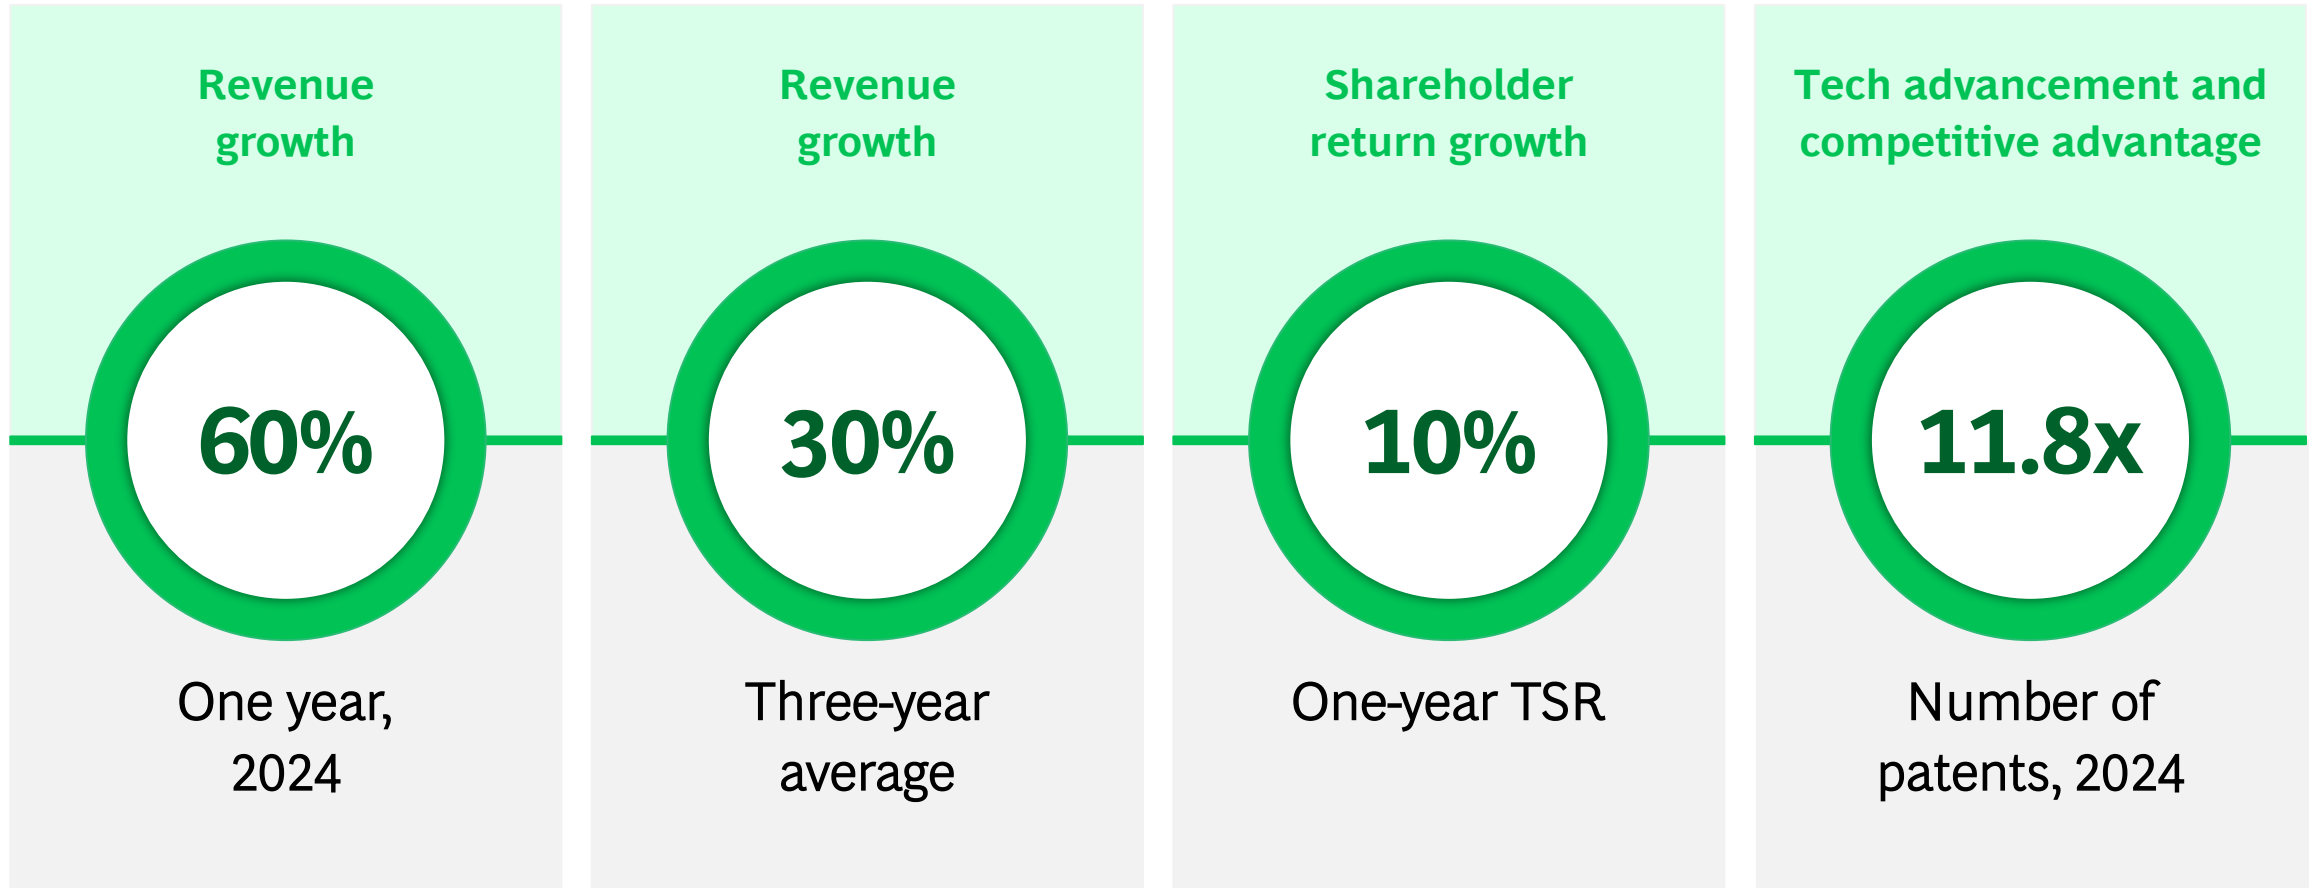 Revenue
growth
60%
One year,
2024
Revenue
growth
30%
Three-year
average
Shareholder
return growth
10%
One-year TSR
Tech advancement and
competitive advantage
11.8x
Number of
patents, 2024